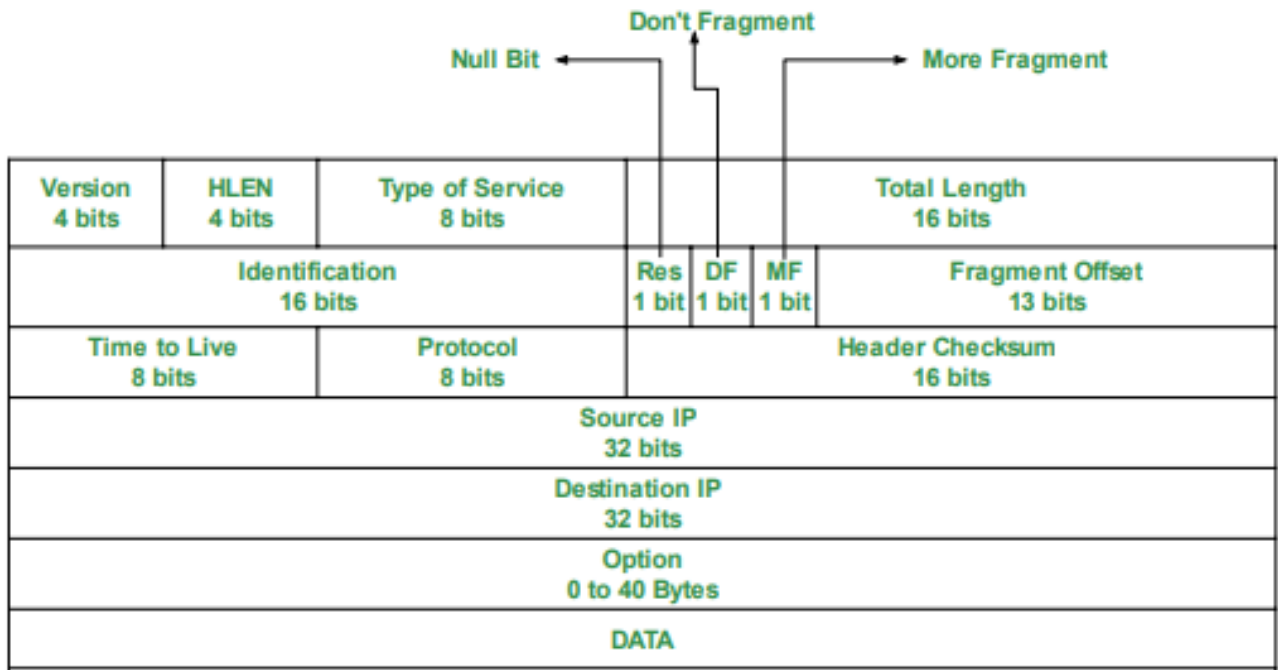 Don't Fragment
Null Bit
More Fragment
Version
4 bits
HLEN
4 bits
Type of Service
8 bits
Total Length
16 bits
Identification
16 bits
Res
1 bit
DF
1 bit
MF
1 bit
Fragment Offset
13 bits
Time to Live
8 bits
Protocol
8 bits
Header Checksum
16 bits
Source IP
32 bits
Destination IP
32 bits
Option
0 to 40 Bytes
DATA